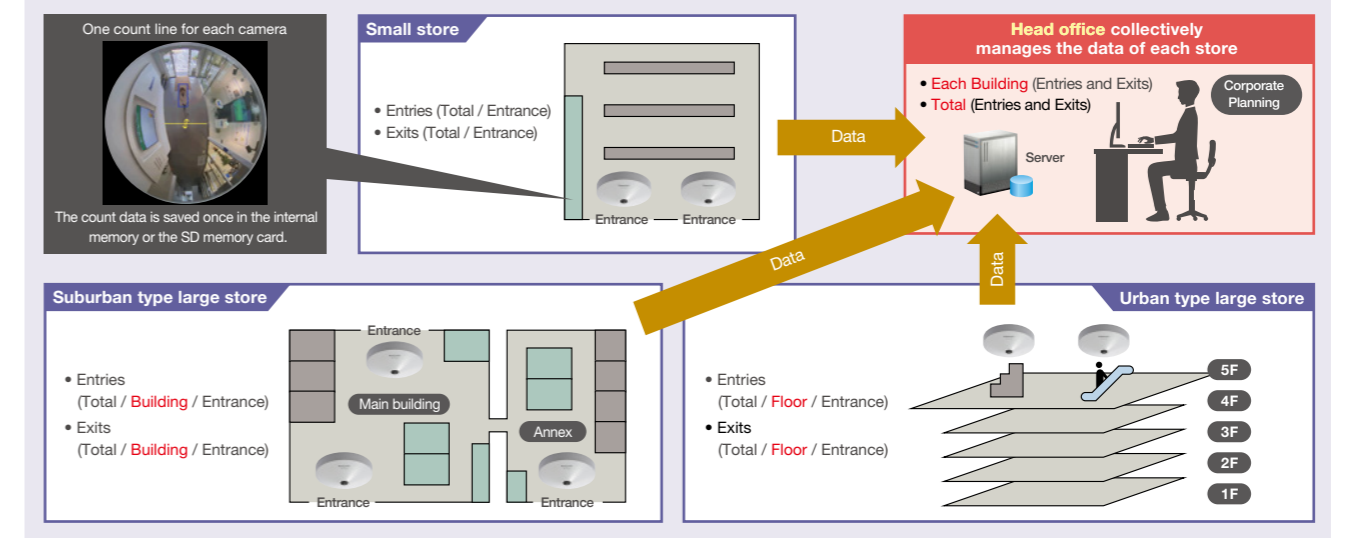 One count line for each camera
The count data is saved once in the internal
memory or the SD memory card.
Small store
• Entries (Total / Entrance)
• Exits (Total / Entrance)
Entrance
Entrance
Data
Head office collectively
manages the data of each store
• Each Building (Entries and Exits)
• Total (Entries and Exits)
Corporate
Planning
Server
Data
Data
Suburban type large store
• Entries
(Total / Building / Entrance)
• Exits
(Total / Building / Entrance)
Entrance
Main building
Annex
Entrance
Entrance
Urban type large store
• Entries
(Total / Floor / Entrance)
• Exits
(Total / Floor / Entrance)
5F
4F
3F
2F
1F